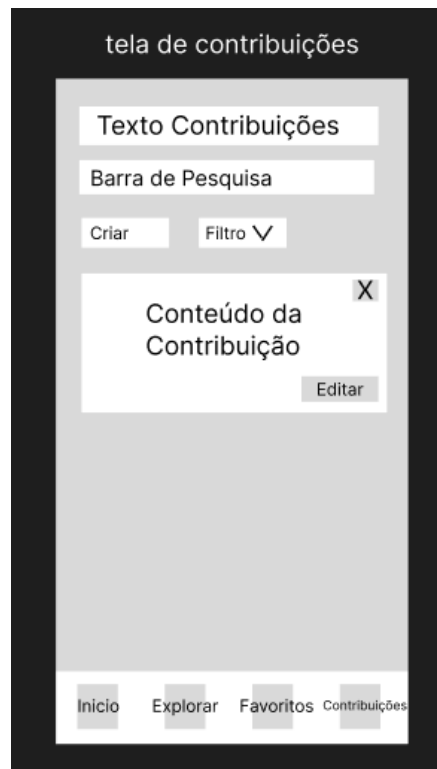 tela de contribuições
Texto Contribuições
Barra de Pesquisa
Criar Filtro
X
Conteúdo da
Contribuição
Editar
Inicio Explorar Favoritos Contribuições